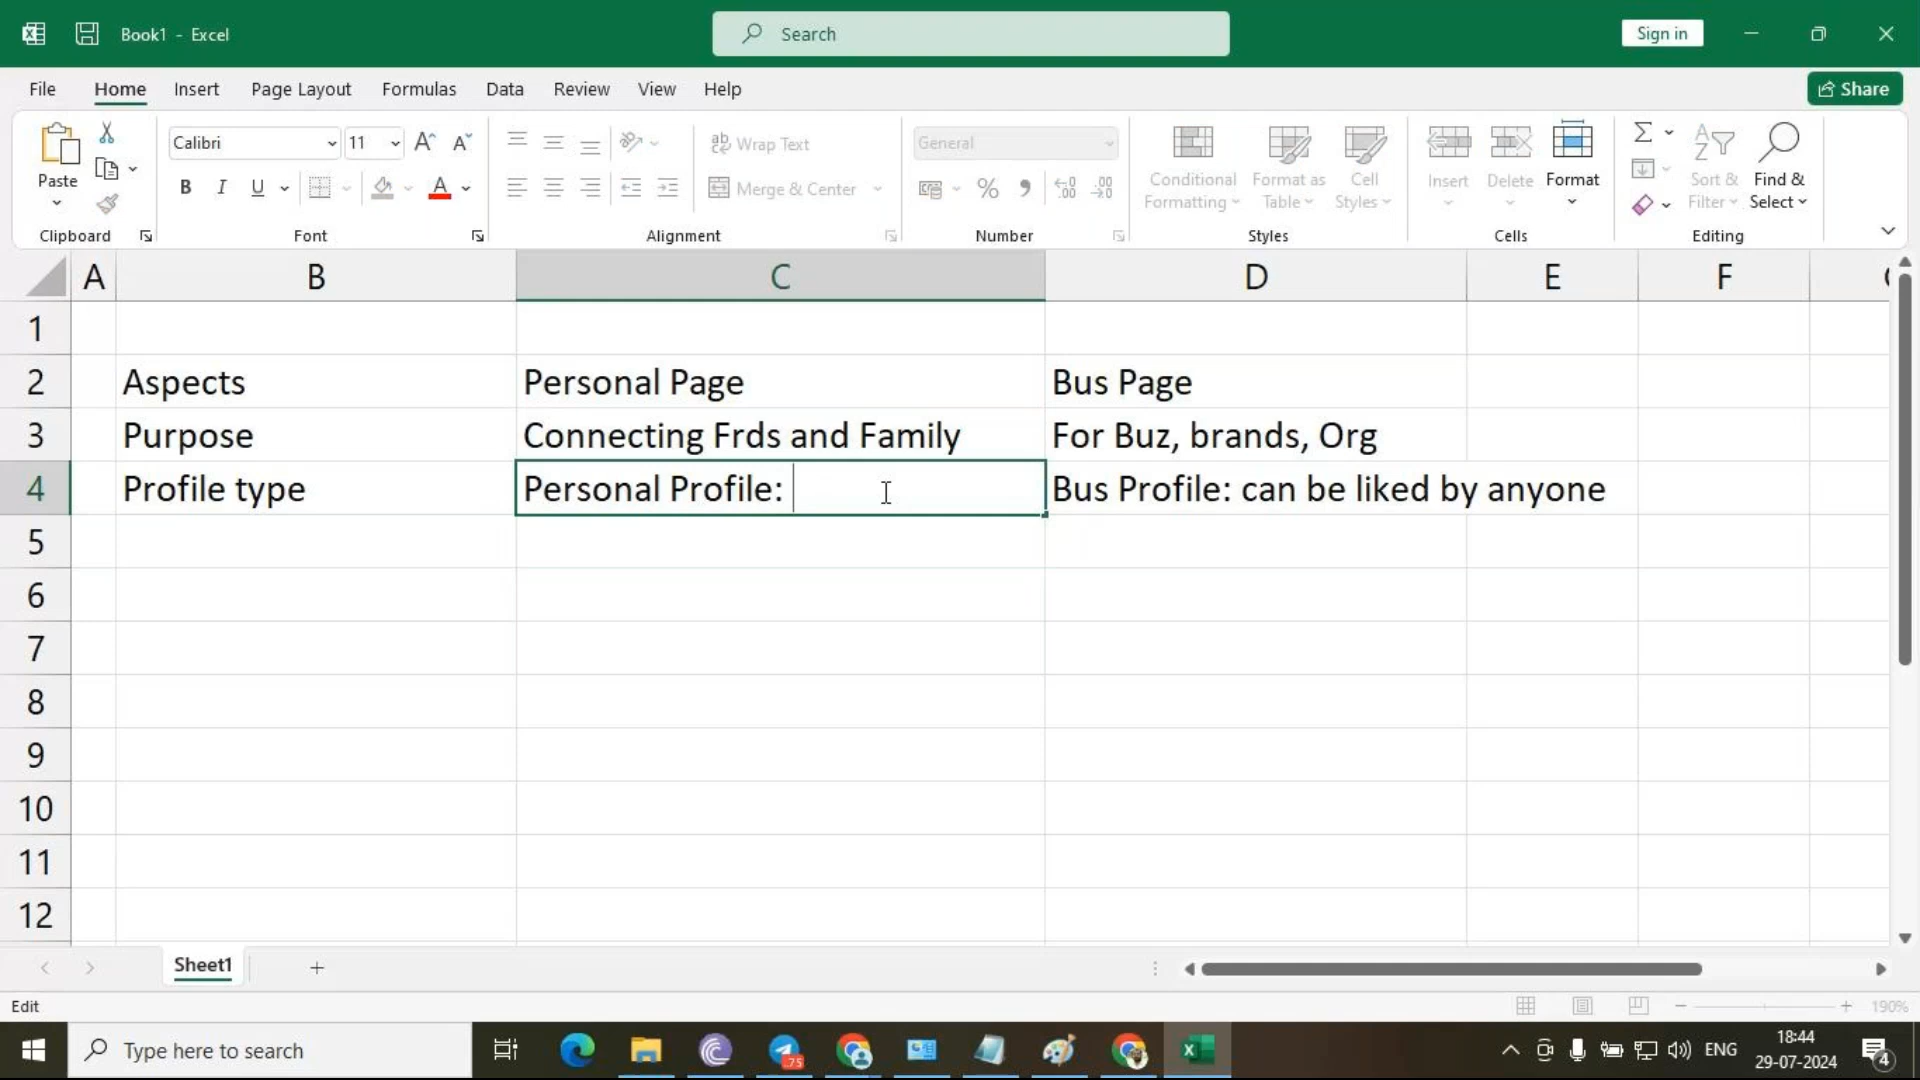 Book1 - Excel
Search
Sign in
File Home Insert Page Layout Formulas Data Review View Help
Share
Paste
Calibri 11
Wrap Text
General
Conditional Formatting
Format as Table
Cell Styles
Insert
Delete
Format
Sort & Filter
Find & Select
B I U A
Merge & Center
% 9
Clipboard Font Alignment Number Styles Cells Editing
A B C D E F
1
2 Aspects Personal Page Bus Page
3 Purpose Connecting Frds and Family For Buz, brands, Org
4 Profile type Personal Profile: Bus Profile: can be liked by anyone
5
6
7
8
9
10
11
12
Sheet1 +
Edit
190%
Type here to search
75
ENG
18:44
29-07-2024
4